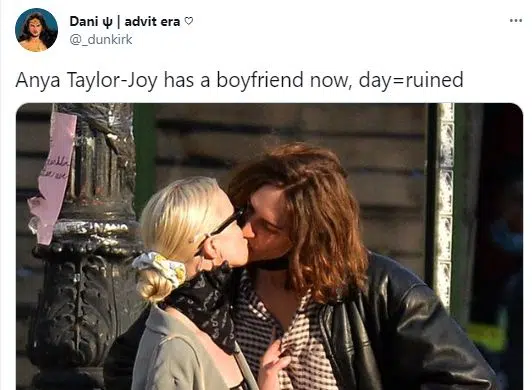 Dani ψ | advit era ♡
@_dunkirk
Anya Taylor-Joy has a boyfriend now, day=ruined